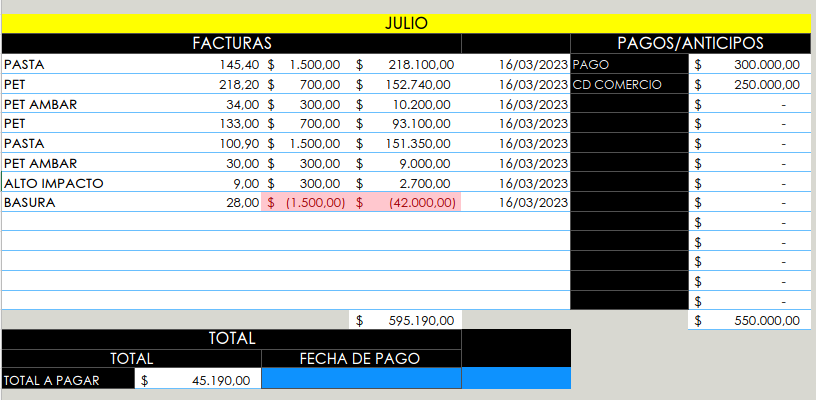 JULIO
FACTURAS PAGOS/ANTICIPOS
PASTA 145,40 $ 1.500,00 $ 218.100,00 16/03/2023 PAGO $ 300.000,00
PET 218,20 $ 700,00 $ 152.740,00 16/03/2023 CD COMERCIO $ 250.000,00
PET AMBAR 34,00 $ 300,00 $ 10.200,00 16/03/2023 $ -
PET 133,00 $ 700,00 $ 93.100,00 16/03/2023 $ -
PASTA 100,90 $ 1.500,00 $ 151.350,00 16/03/2023 $ -
PET AMBAR 30,00 $ 300,00 $ 9.000,00 16/03/2023 $ -
ALTO IMPACTO 9,00 $ 300,00 $ 2.700,00 16/03/2023 $ -
BASURA 28,00 $ (1.500,00) $ (42.000,00) 16/03/2023 $ -
$ -
$ -
$ -
$ -
$ -
$ 595.190,00 $ 550.000,00
TOTAL
TOTAL FECHA DE PAGO
TOTAL A PAGAR $ 45.190,00